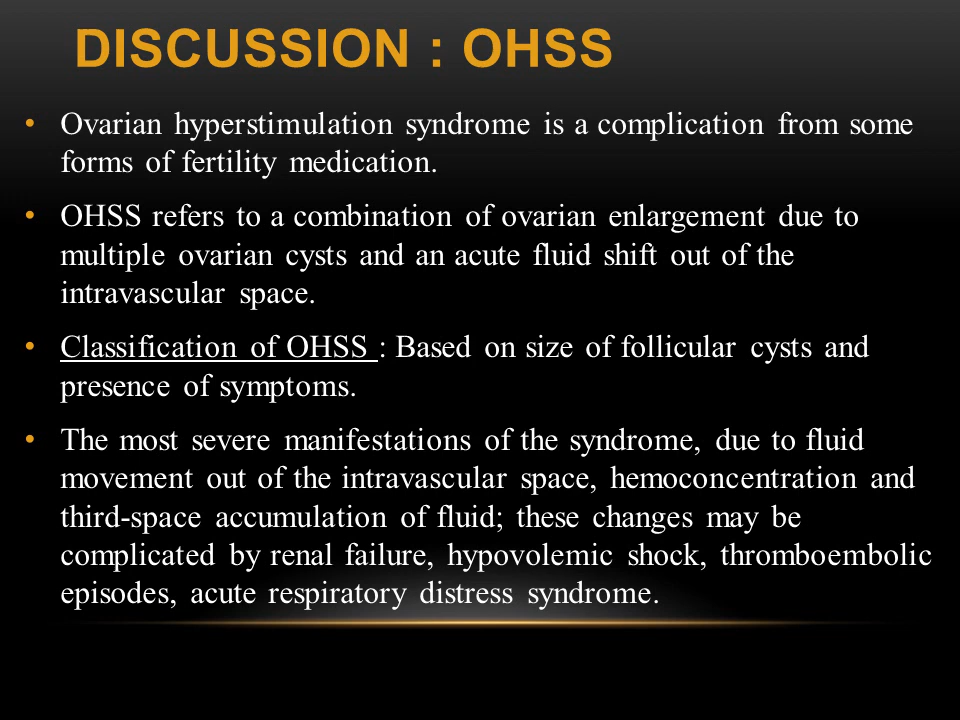 DISCUSSION : OHSS
• Ovarian hyperstimulation syndrome is a complication from some
forms of fertility medication.
• OHSS refers to a combination of ovarian enlargement due to
multiple ovarian cysts and an acute fluid shift out of the
intravascular space.
• Classification of OHSS : Based on size of follicular cysts and
presence of symptoms.
• The most severe manifestations of the syndrome, due to fluid
movement out of the intravascular space, hemoconcentration and
third-space accumulation of fluid; these changes may be
complicated by renal failure, hypovolemic shock, thromboembolic
episodes, acute respiratory distress syndrome.